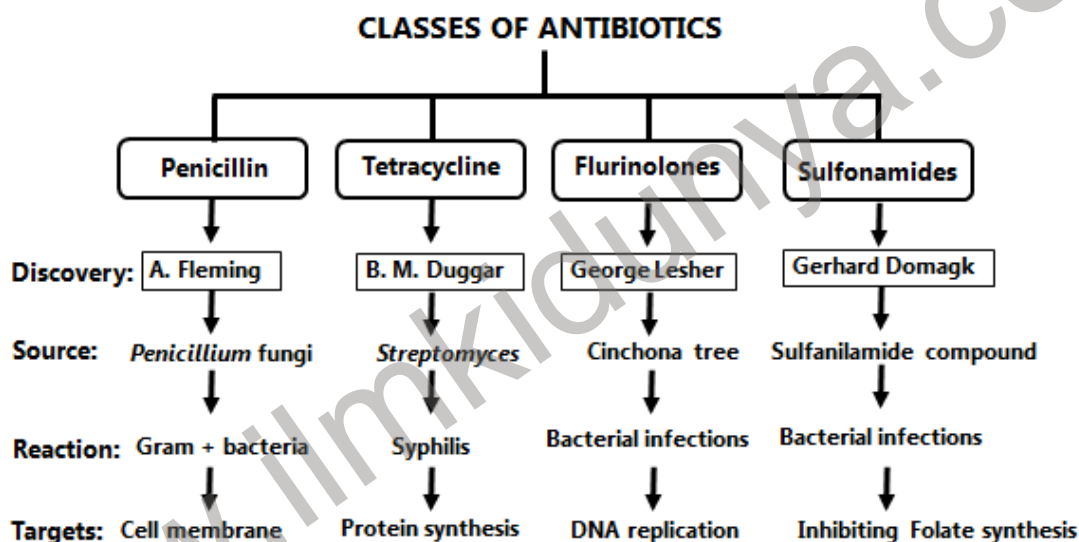 CLASSES OF ANTIBIOTICS
Penicillin Tetracycline Flurinolones Sulfonamides
Discovery: A. Fleming B. M. Duggar George Lesher Gerhard Domagk
Source: Penicillium fungi Streptomyces Cinchona tree Sulfanilamide compound
Reaction: Gram + bacteria Syphilis Bacterial infections Bacterial infections
Targets: Cell membrane Protein synthesis DNA replication Inhibiting Folate synthesis
.ilmkidunya.co